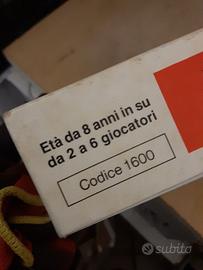 Età da 8 anni in su
da 2 a 6 giocatori
Codice 1600
subito